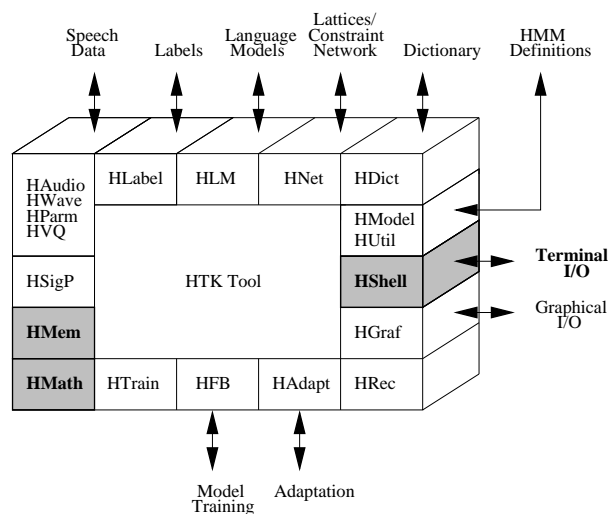 Speech
Data
Labels
Language
Models
Lattices/
Constraint
Network
Dictionary
HMM
Definitions
HAudio
HWave
HParm
HVQ
HLabel
HLM
HNet
HDict
HModel
HUtil
HSigP
HTK Tool
HShell
Terminal
I/O
HMem
HGraf
Graphical
I/O
HMath
HTrain
HFB
HAdapt
HRec
Model
Training
Adaptation